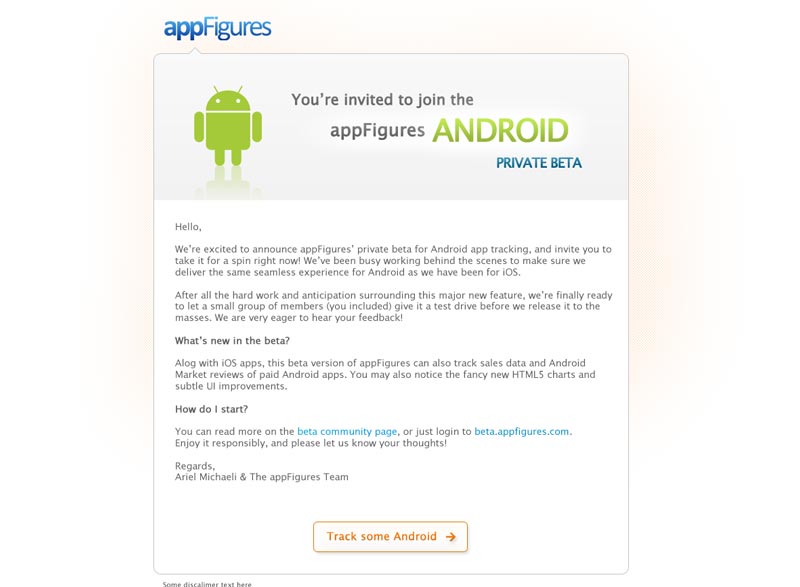 appFigures
You're invited to join the
appFigures ANDROID
PRIVATE BETA
Hello,
We're excited to announce appFigures' private beta for Android app tracking, and invite you to
take it for a spin right now! We've been busy working behind the scenes to make sure we
deliver the same seamless experience for Android as we have been for iOS.
After all the hard work and anticipation surrounding this major new feature, we're finally ready
to let a small group of members (you included) give it a test drive before we release it to the
masses. We are very eager to hear your feedback!
What's new in the beta?
Alog with iOS apps, this beta version of appFigures can also track sales data and Android
Market reviews of paid Android apps. You may also notice the fancy new HTML5 charts and
subtle UI improvements.
How do I start?
You can read more on the beta community page, or just login to beta.appfigures.com.
Enjoy it responsibly, and please let us know your thoughts!
Regards,
Ariel Michaeli & The appFigures Team
Track some Android
Some discalimer text here